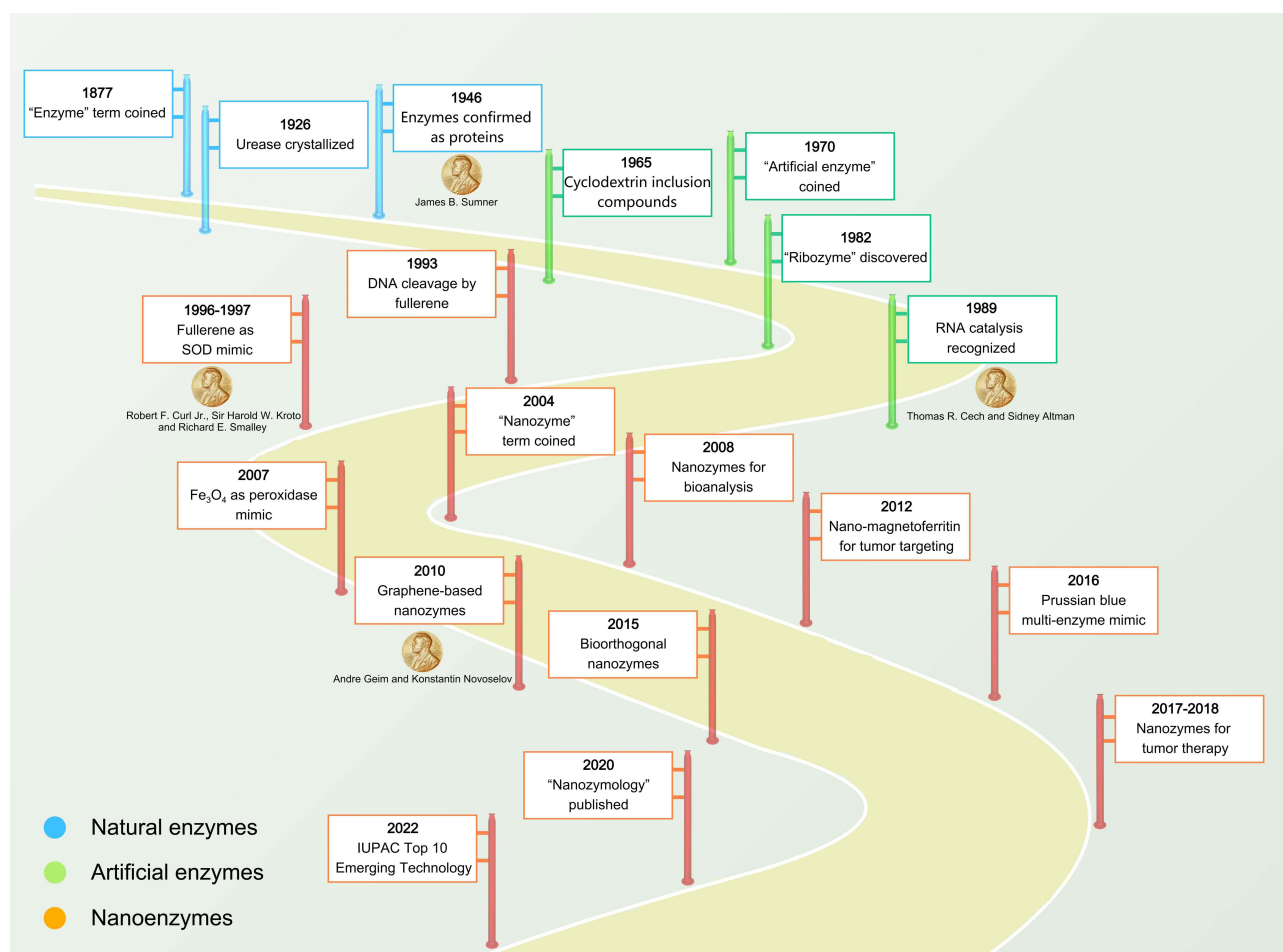 1877
“Enzyme” term coined
1926
Urease crystallized
1946
Enzymes confirmed
as proteins
James B. Sumner
1965
Cyclodextrin inclusion
compounds
1970
“Artificial enzyme”
coined
1982
“Ribozyme” discovered
1989
RNA catalysis
recognized
Thomas R. Cech and Sidney Altman
1993
DNA cleavage by
fullerene
1996-1997
Fullerene as
SOD mimic
Robert F. Curl Jr., Sir Harold W. Kroto
and Richard E. Smalley
2004
“Nanozyme”
term coined
2007
Fe₃O₄ as peroxidase
mimic
2008
Nanozymes for
bioanalysis
2010
Graphene-based
nanozymes
Andre Geim and Konstantin Novoselov
2012
Nano-magnetoferritin
for tumor targeting
2015
Bioorthogonal
nanozymes
2016
Prussian blue
multi-enzyme mimic
2017-2018
Nanozymes for
tumor therapy
2020
“Nanozymology”
published
2022
IUPAC Top 10
Emerging Technology
Natural enzymes
Artificial enzymes
Nanoenzymes